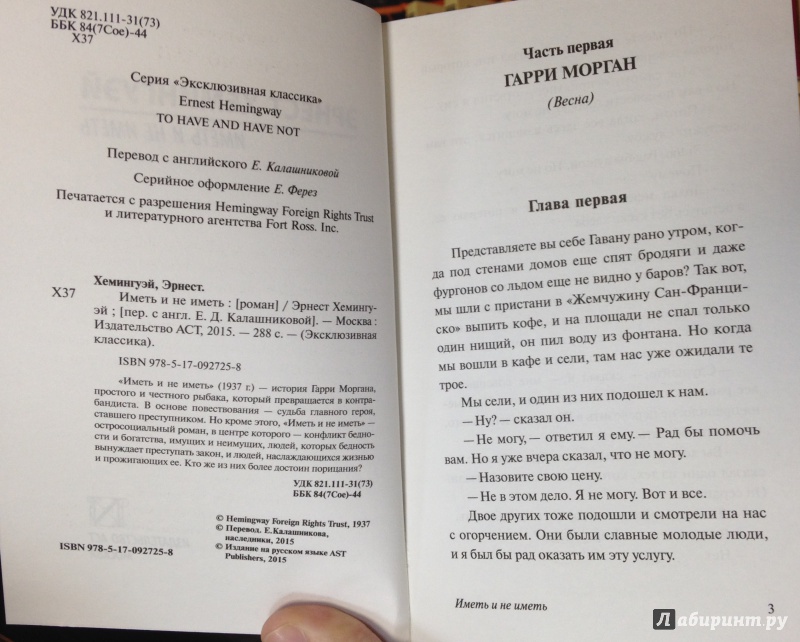 УДК 821.111-31(73)
ББК 84(7Сое)-44
Х37
Серия «Эксклюзивная классика»
Ernest Hemingway
TO HAVE AND HAVE NOT
Перевод с английского Е. Калашниковой
Серийное оформление Е. Ферез
Печатается с разрешения Hemingway Foreign Rights Trust
и литературного агентства Fort Ross. Inc.
Хемингуэй, Эрнест.
Х37
Иметь и не иметь : [роман] / Эрнест Хемингу-
эй ; [пер. с англ. Е. Д. Калашниковой]. — Москва :
Издательство АСТ, 2015. — 288 с. — (Эксклюзивная
классика).
ISBN 978-5-17-092725-8
«Иметь и не иметь» (1937 г.) — история Гарри Моргана,
простого и честного рыбака, который превращается в контра-
бандиста. В основе повествования – судьба главного героя,
ставшего преступником. Но кроме этого, «Иметь и не иметь» —
остросоциальный роман, в центре которого – конфликт бедно-
сти и богатства, имущих и неимущих, людей, которых бедность
вынуждает преступать закон, и людей, наслаждающихся жизнью
и прожигающих ее. Кто же из них более достоин порицания?
УДК 821.111-31(73)
ББК 84(7Сое)-44
© Hemingway Foreign Rights Trust, 1937
© Перевод. Е.Калашникова,
наследники, 2015
© Издание на русском языке AST
Publishers, 2015
ISBN 978-5-17-092725-8
Часть первая
ГАРРИ МОРГАН
(Весна)
Глава первая
Представляете вы себе Гавану рано утром, ког-
да под стенами домов еще спят бродяги и даже
фургонов со льдом еще не видно у баров? Так вот,
мы шли с пристани в «Жемчужину Сан-Франци-
ско» выпить кофе, и на площади не спал только
один нищий, он пил воду из фонтана. Но когда
мы вошли в кафе и сели, там нас уже ожидали те
трое.
Мы сели, и один из них подошел к нам.
— Ну? — сказал он.
— Не могу, — ответил я ему. — Рад бы помочь
вам. Но я уже вчера сказал, что не могу.
— Назовите свою цену.
— Не в этом дело. Я не могу. Вот и все.
Двое других тоже подошли и смотрели на нас
с огорчением. Они были славные молодые люди,
и я был бы рад оказать им эту услугу.
Иметь и не иметь
3
Лабиринт.ру